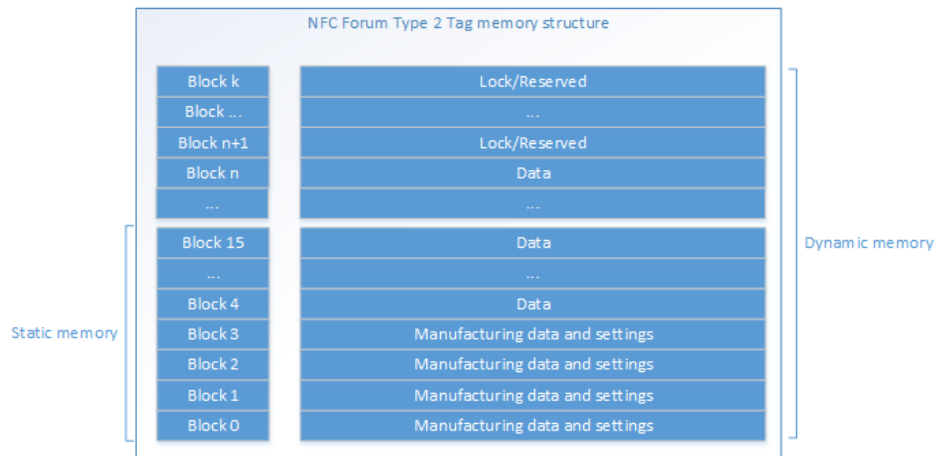 NFC Forum Type 2 Tag memory structure
Block k Lock/Reserved
Block ... ...
Block n+1 Lock/Reserved
Block n Data
... ...
Block 15 Data
Dynamic memory
... ...
Block 4 Data
Static memory
Block 3 Manufacturing data and settings
Block 2 Manufacturing data and settings
Block 1 Manufacturing data and settings
Block 0 Manufacturing data and settings